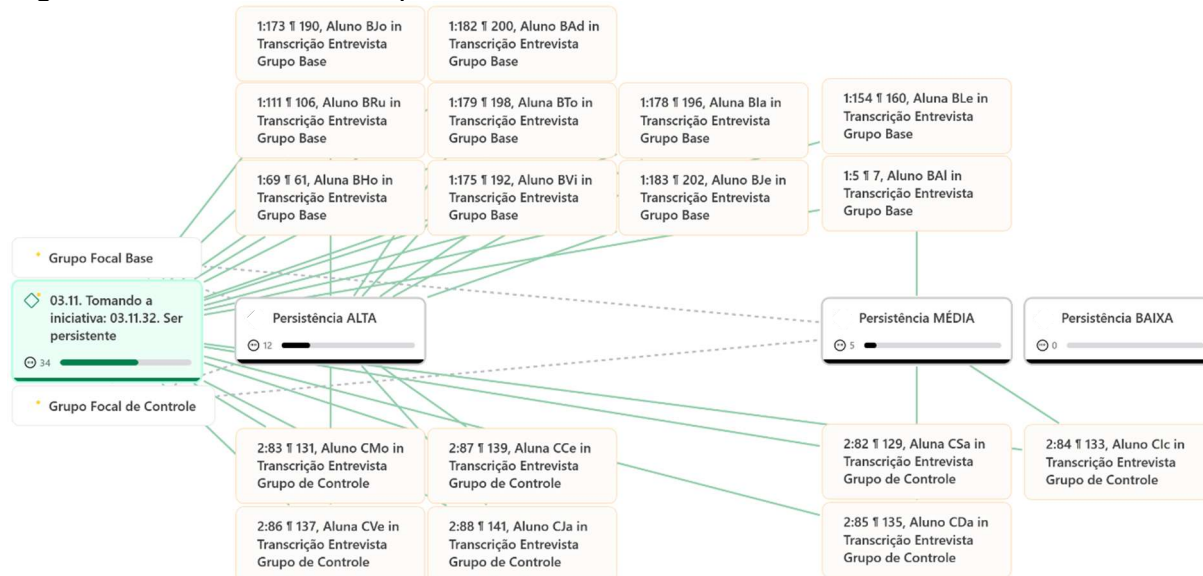 1:173 ¶ 190, Aluno BJo in
Transcrição Entrevista
Grupo Base
1:182 ¶ 200, Aluno BAd in
Transcrição Entrevista
Grupo Base
1:111 ¶ 106, Aluno BRu in
Transcrição Entrevista
Grupo Base
1:179 ¶ 198, Aluna BTo in
Transcrição Entrevista
Grupo Base
1:178 ¶ 196, Aluna BIa in
Transcrição Entrevista
Grupo Base
1:154 ¶ 160, Aluna BLe in
Transcrição Entrevista
Grupo Base
1:69 ¶ 61, Aluna BHo in
Transcrição Entrevista
Grupo Base
1:175 ¶ 192, Aluno BVi in
Transcrição Entrevista
Grupo Base
1:183 ¶ 202, Aluno BJe in
Transcrição Entrevista
Grupo Base
1:5 ¶ 7, Aluno BAl in
Transcrição Entrevista
Grupo Base
Grupo Focal Base
03.11. Tomando a
iniciativa: 03.11.32. Ser
persistente
34
Persistência ALTA
12
Persistência MÉDIA
5
Persistência BAIXA
0
Grupo Focal de Controle
2:83 ¶ 131, Aluno CMo in
Transcrição Entrevista
Grupo de Controle
2:87 ¶ 139, Aluna CCe in
Transcrição Entrevista
Grupo de Controle
2:82 ¶ 129, Aluna CSa in
Transcrição Entrevista
Grupo de Controle
2:84 ¶ 133, Aluno CIc in
Transcrição Entrevista
Grupo de Controle
2:86 ¶ 137, Aluna CVe in
Transcrição Entrevista
Grupo de Controle
2:88 ¶ 141, Aluno CJa in
Transcrição Entrevista
Grupo de Controle
2:85 ¶ 135, Aluno CDa in
Transcrição Entrevista
Grupo de Controle